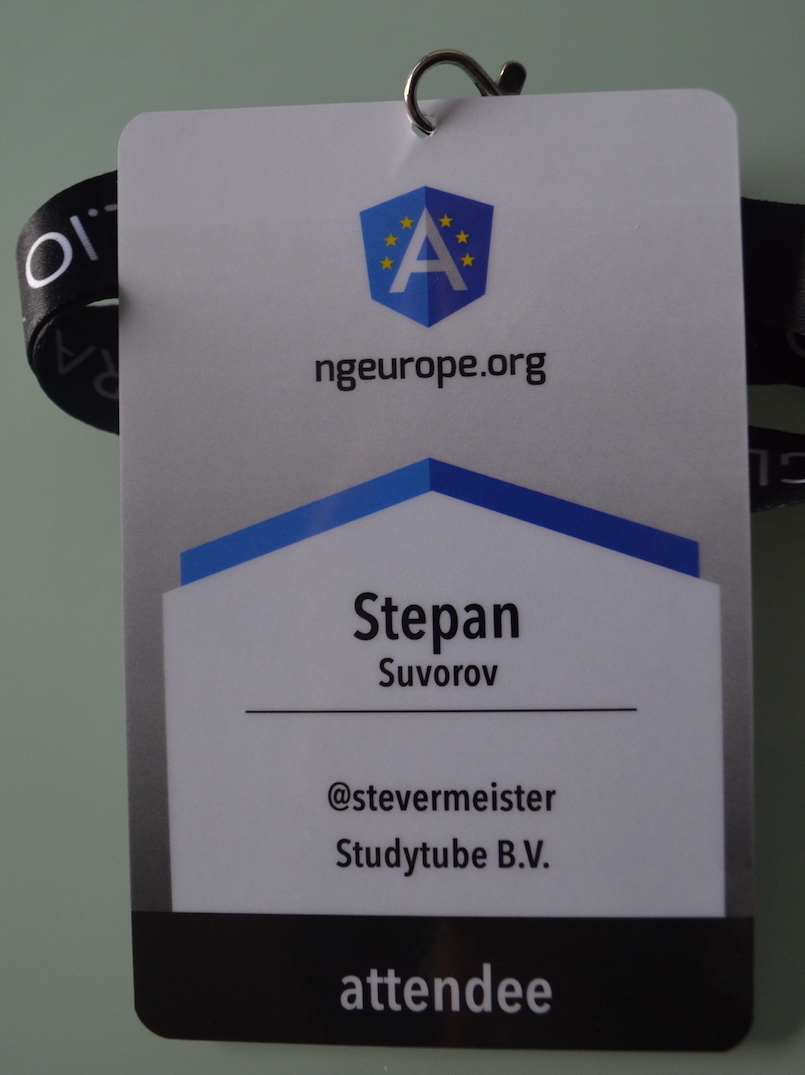 A
ngeurope.org
Stepan
Suvorov
@stevermeister
Studytube B.V.
attendee